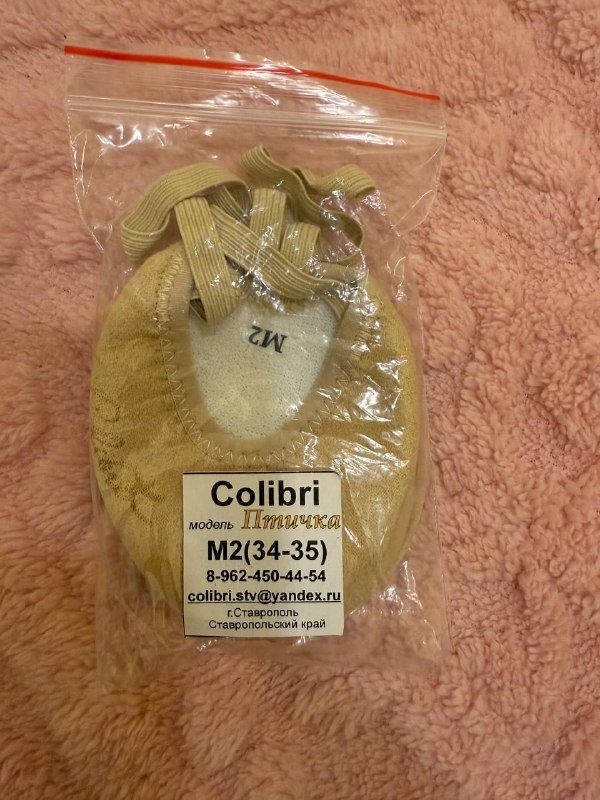 M2
Colibri
модель Птичка
M2(34-35)
8-962-450-44-54
colibri.stv@yandex.ru
г.Ставрополь
Ставропольский край